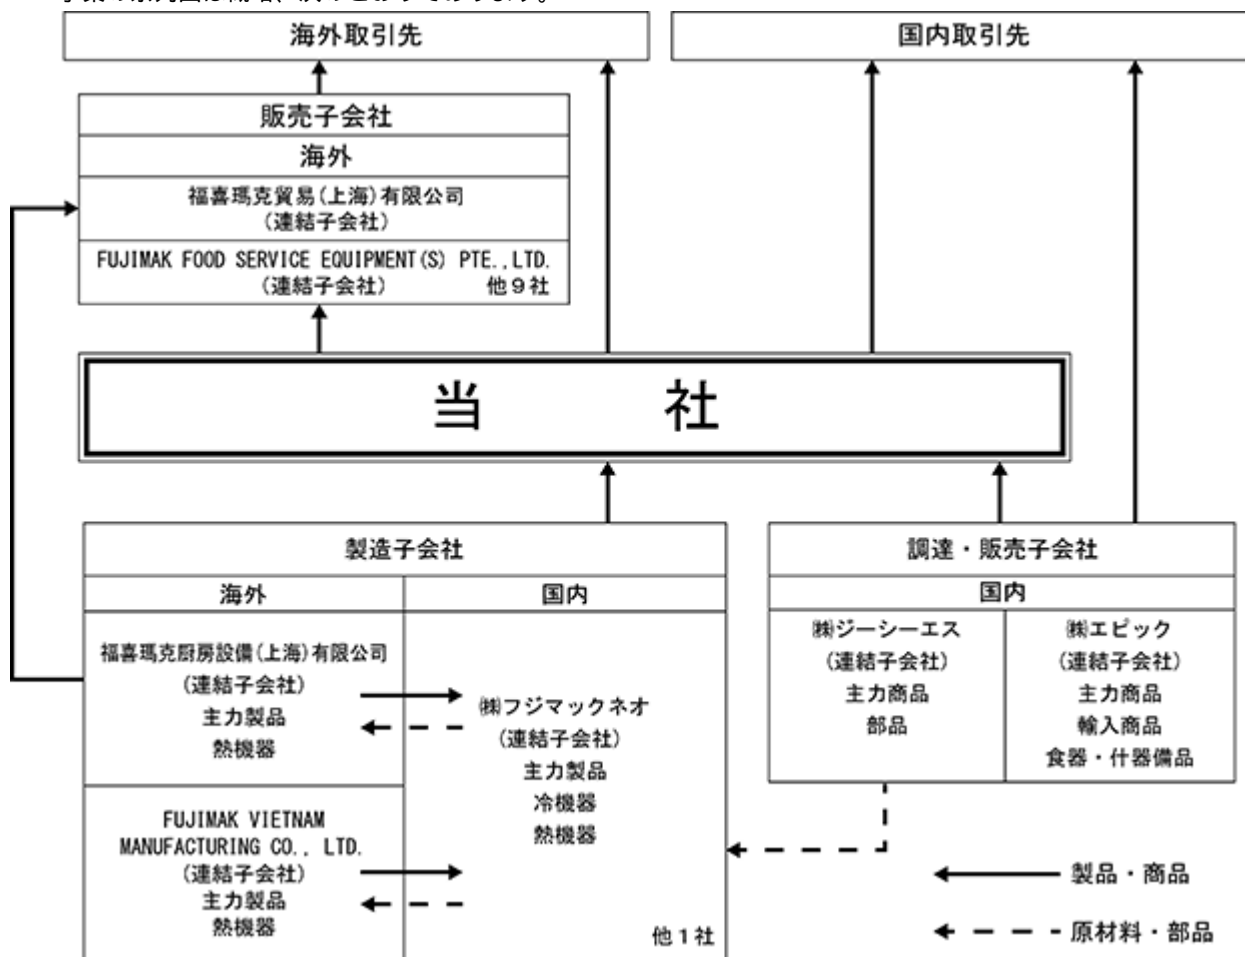 海外取引先
国内取引先
販売子会社
海外
福喜瑪克貿易(上海)有限公司
(連結子会社)
FUJIMAK FOOD SERVICE EQUIPMENT(S) PTE.,LTD.
(連結子会社) 他9社
当 社
製造子会社
海外
国内
福喜瑪克厨房設備(上海)有限公司
(連結子会社)
主力製品
熱機器
FUJIMAK VIETNAM
MANUFACTURING CO., LTD.
(連結子会社)
主力製品
熱機器
㈱フジマックネオ
(連結子会社)
主力製品
冷機器
熱機器
他1社
調達・販売子会社
国内
㈱ジーシーエス
(連結子会社)
主力商品
部品
㈱エピック
(連結子会社)
主力商品
輸入商品
食器・什器備品
製品・商品
原材料・部品